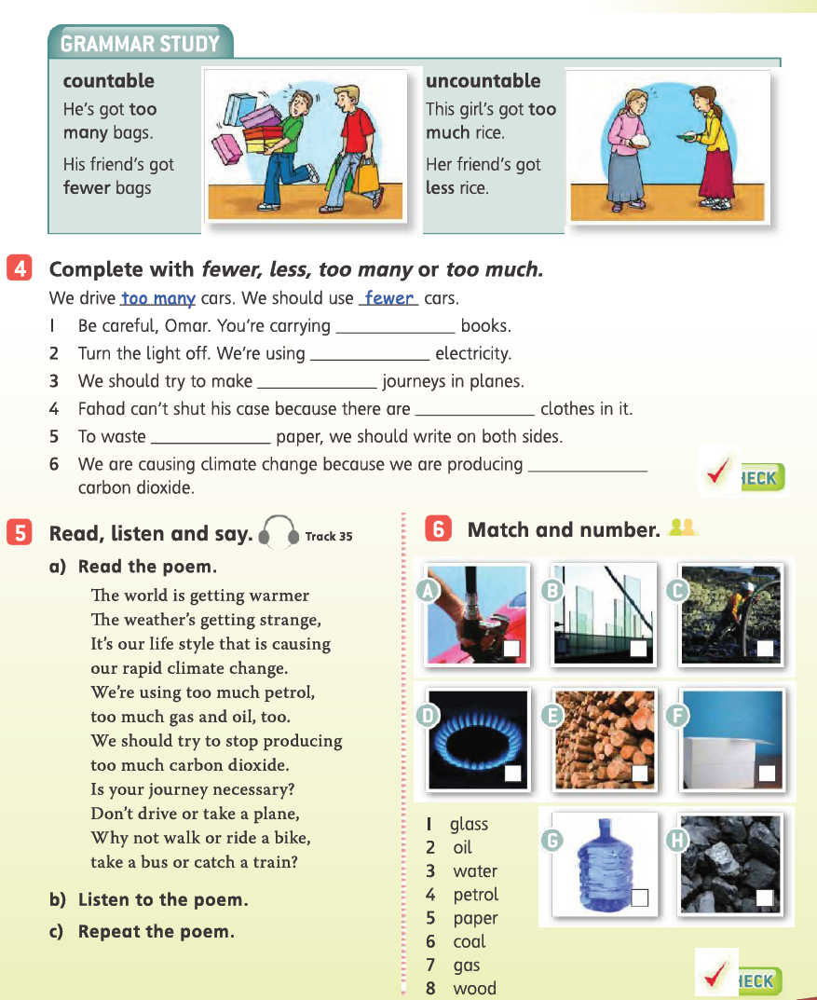 GRAMMAR STUDY
countable
He's got too
many bags.
His friend's got
fewer bags
uncountable
This girl's got too
much rice.
Her friend's got
less rice.
4 Complete with fewer, less, too many or too much.
We drive too many cars. We should use fewer cars.
1 Be careful, Omar. You're carrying ______________ books.
2 Turn the light off. We're using ______________ electricity.
3 We should try to make ______________ journeys in planes.
4 Fahad can't shut his case because there are ______________ clothes in it.
5 To waste ______________ paper, we should write on both sides.
6 We are causing climate change because we are producing ______________
carbon dioxide.
HECK
5 Read, listen and say. Track 35
a) Read the poem.
The world is getting warmer
The weather's getting strange,
It's our life style that is causing
our rapid climate change.
We're using too much petrol,
too much gas and oil, too.
We should try to stop producing
too much carbon dioxide.
Is your journey necessary?
Don't drive or take a plane,
Why not walk or ride a bike,
take a bus or catch a train?
b) Listen to the poem.
c) Repeat the poem.
6 Match and number.
A
B
C
D
E
F
G
H
1 glass
2 oil
3 water
4 petrol
5 paper
6 coal
7 gas
8 wood
HECK